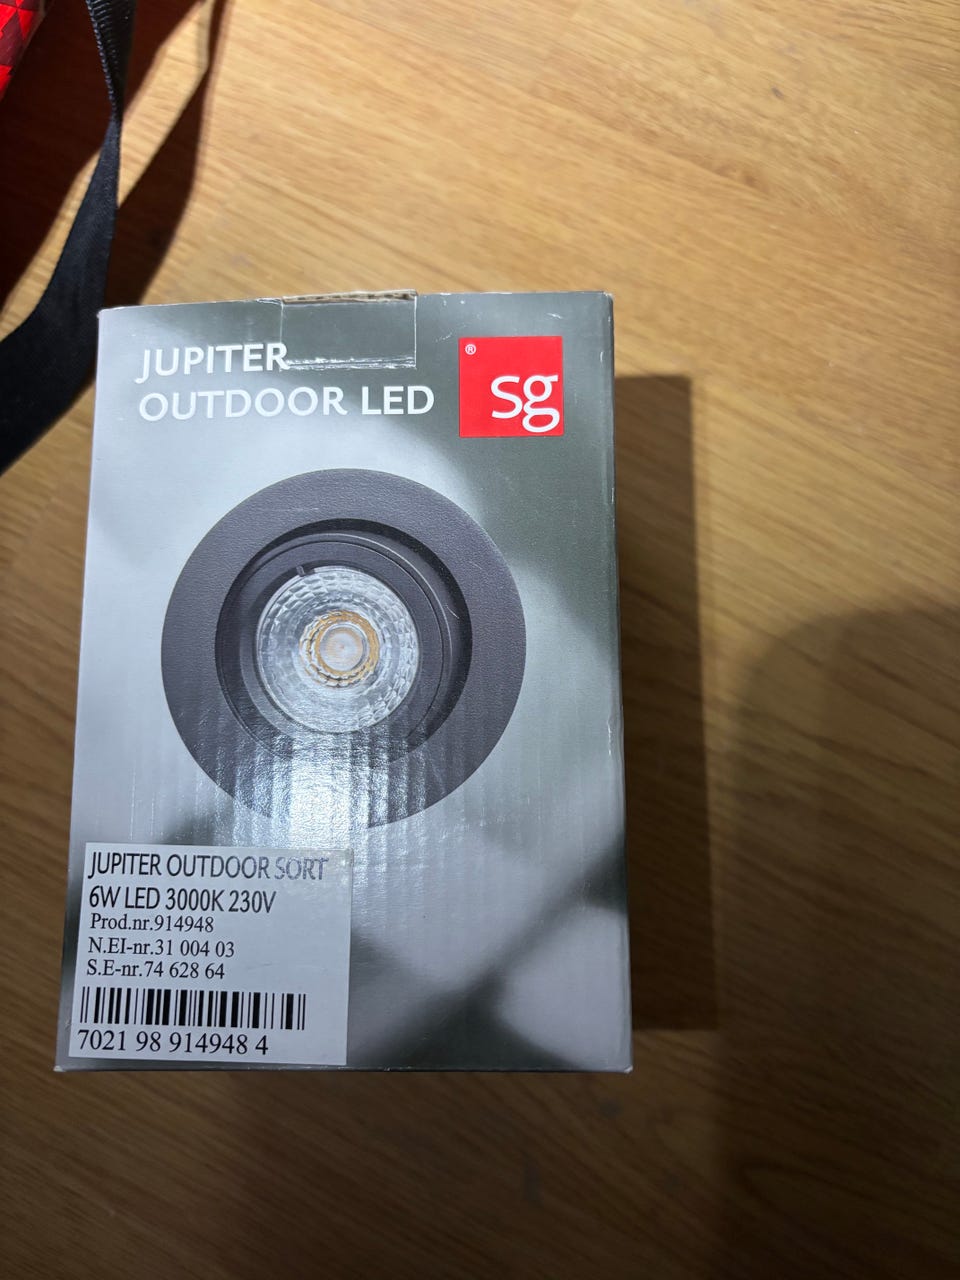 JUPITER
OUTDOOR LED
®
sg
JUPITER OUTDOOR SORT
6W LED 3000K 230V
Prod.nr.914948
N.EI-nr.31 004 03
S.E-nr.74 628 64
7021 98 914948 4